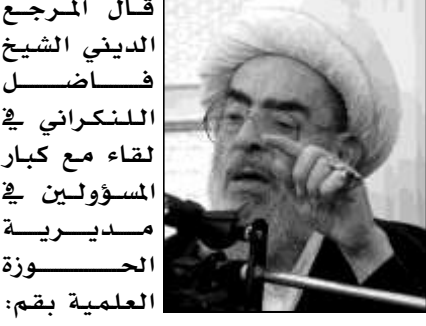 قال المرجع
الديني الشيخ
فاضل
اللنكراني في
لقاء مع كبار
المسؤولين في
مديرية
الحوزة
العلمية بقم: